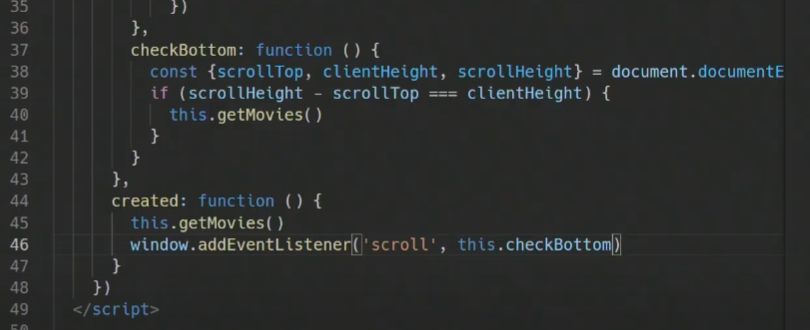 35 })
36 },
37 checkBottom: function () {
38 const {scrollTop, clientHeight, scrollHeight} = document.documentE
39 if (scrollHeight - scrollTop === clientHeight) {
40 this.getMovies()
41 }
42 }
43 },
44 created: function () {
45 this.getMovies()
46 window.addEventListener('scroll', this.checkBottom)
47 }
48 })
49 </script>
50